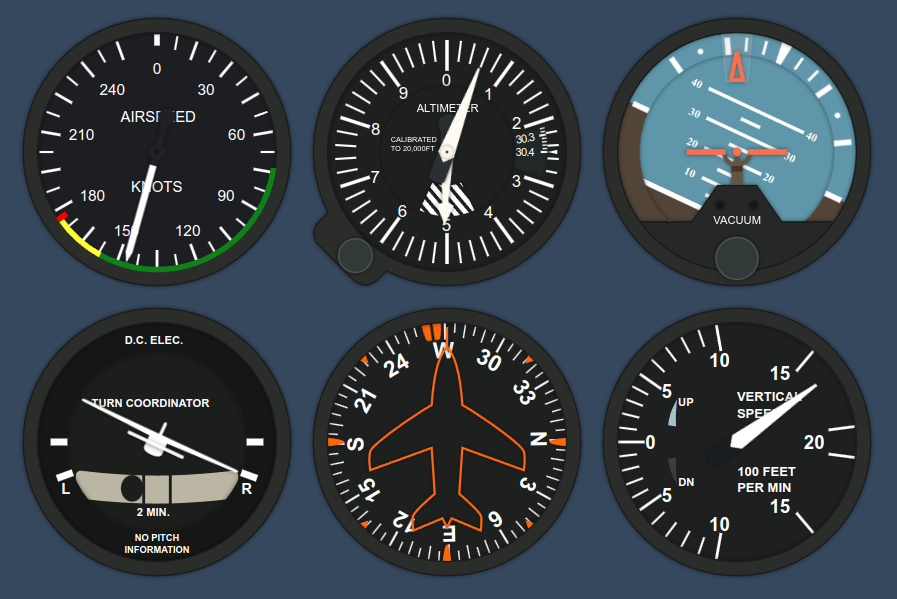 0
240
30
AIRSPEED
210
60
KNOTS
180
90
150
120
0
9
1
ALTIMETER
8
2
CALIBRATED
TO 20,000FT
30.3
30.4
7
3
6
4
5
40
40
30
30
20
20
10
VACUUM
D.C. ELEC.
TURN COORDINATOR
L
R
2 MIN.
NO PITCH
INFORMATION
W
24
30
21
33
S
N
15
3
12
6
E
10
15
5
UP
VERTICAL
SPEED
0
20
100 FEET
DN
PER MIN
5
15
10